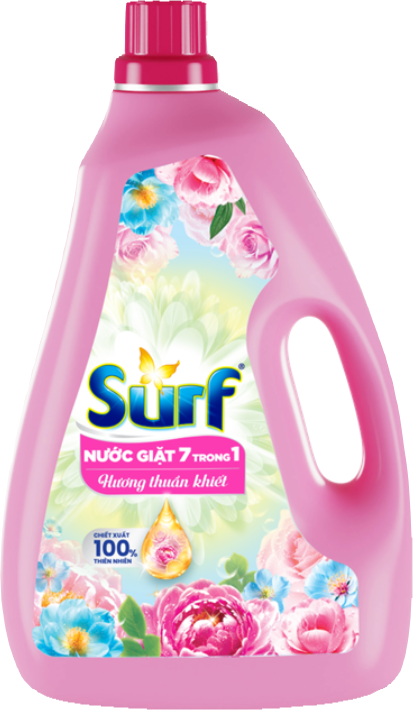 Surf®
NƯỚC GIẶT 7 TRONG 1
Hương thuần khiết
CHIẾT XUẤT
100%
THIÊN NHIÊN